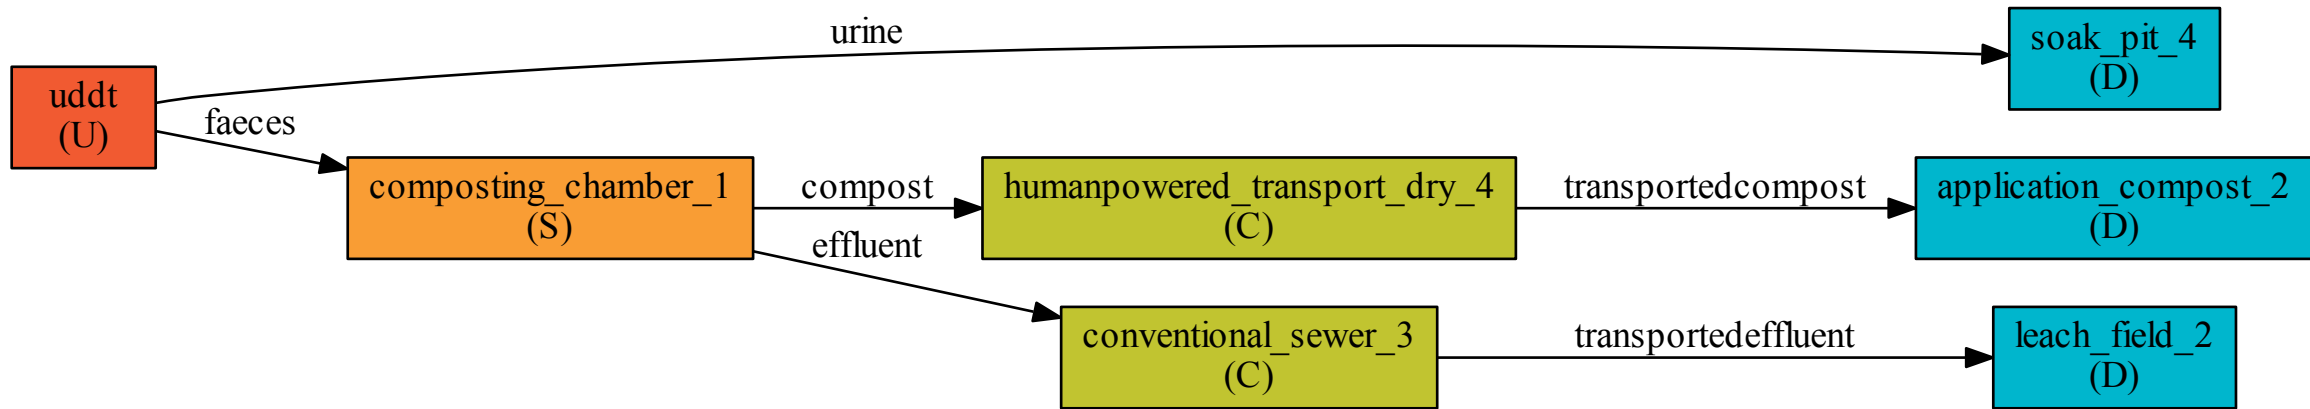 urine
soak_pit_4
(D)
uddt
(U)
faeces
composting_chamber_1
(S)
compost
humanpowered_transport_dry_4
(C)
transportedcompost
application_compost_2
(D)
effluent
conventional_sewer_3
(C)
transportedeffluent
leach_field_2
(D)